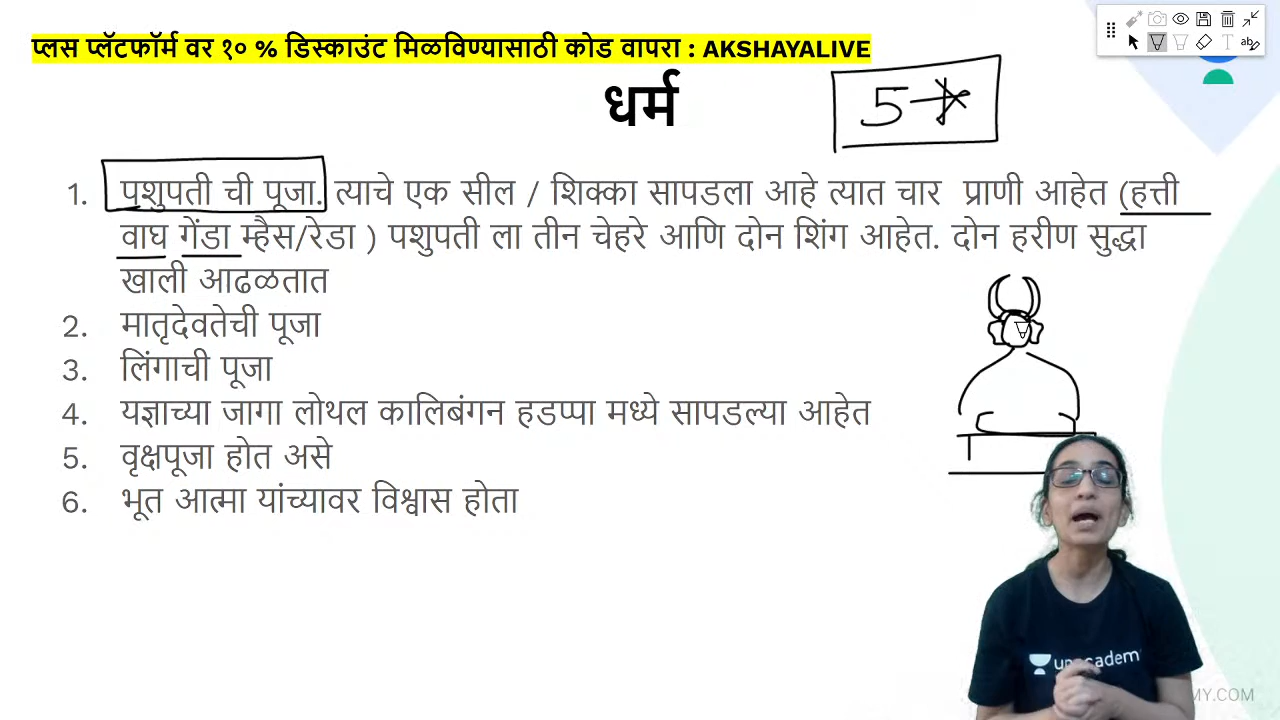 प्लस प्लॅटफॉर्म वर १० % डिस्काउंट मिळविण्यासाठी कोड वापरा : AKSHAYALIVE
धर्म
5
1. पशुपती ची पूजा. त्याचे एक सील / शिक्का सापडला आहे त्यात चार प्राणी आहेत (हत्ती
वाघ गेंडा म्हैस/रेडा ) पशुपती ला तीन चेहरे आणि दोन शिंग आहेत. दोन हरीण सुद्धा
खाली आढळतात
2. मातृदेवतेची पूजा
3. लिंगाची पूजा
4. यज्ञाच्या जागा लोथल कालिबंगन हडप्पा मध्ये सापडल्या आहेत
5. वृक्षपूजा होत असे
6. भूत आत्मा यांच्यावर विश्वास होता